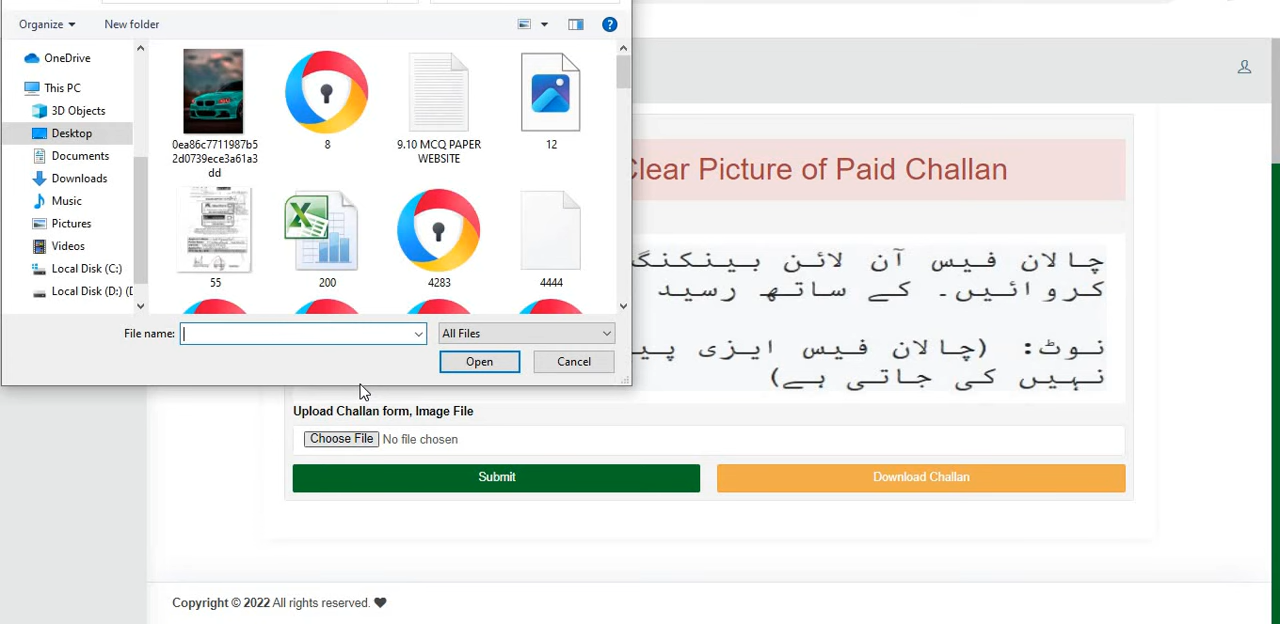 Organize
New folder
OneDrive
This PC
3D Objects
Desktop
Documents
Downloads
Music
Pictures
Videos
Local Disk (C:)
Local Disk (D:) (D
0ea86c7711987b5
2d0739ece3a61a3
dd
8
9.10 MCQ PAPER
WEBSITE
12
55
200
4283
4444
File name:
All Files
Open
Cancel
Clear Picture of Paid Challan
چالان فیس آن لائن بینکنگ
کروائیں۔ کے ساتھ رسید
نوٹ: (چالان فیس ایزی
نہیں کی جاتی ہے)
Upload Challan form, Image File
Choose File No file chosen
Submit
Download Challan
Copyright © 2022 All rights reserved.